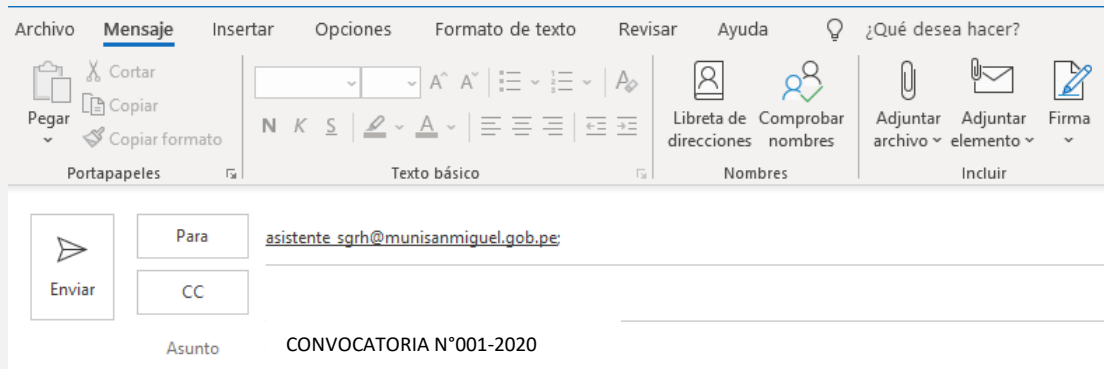 Archivo Mensaje Insertar Opciones Formato de texto Revisar Ayuda ¿Qué desea hacer?
Pegar
Cortar
Copiar
Copiar formato
Portapapeles
N K S A
Texto básico
Libreta de direcciones
Comprobar nombres
Nombres
Adjuntar archivo
Adjuntar elemento
Firma
Incluir
Enviar
Para asistente_sgrh@munisanmiguel.gob.pe;
CC
Asunto CONVOCATORIA N°001-2020